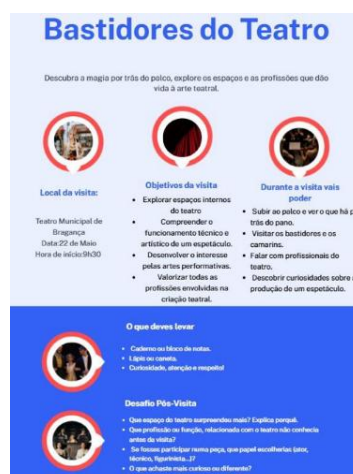 Bastidores do Teatro
Descubra a magia por trás do palco, explore os espaços e as profissões que dão
vida à arte teatral.
Local da visita:
Teatro Municipal de
Bragança
Data:22 de Maio
Hora de início:9h30
Objetivos da visita
• Explorar espaços internos
do teatro
• Compreender o
funcionamento técnico e
artístico de um espetáculo.
• Desenvolver o interesse
pelas artes performativas.
• Valorizar todas as
profissões envolvidas na
criação teatral.
Durante a visita vais
poder
• Subir ao palco e ver o que há p
trás do pano.
• Visitar os bastidores e os
camarins.
• Falar com profissionais do
teatro.
• Descobrir curiosidades sobre a
produção de um espetáculo.
O que deves levar
• Caderno ou bloco de notas.
• Lápis ou caneta.
• Curiosidade, atenção e respeito!
Desafio Pós-Visita
• Que espaço do teatro surpreendeu mais? Explica porquê.
• Que profissão ou função, relacionada com o teatro não conhecia
antes da visita?
• Se fosses participar numa peça, que papel escolherias (ator,
técnico, figurinista...)?
• O que achaste mais curioso ou diferente?